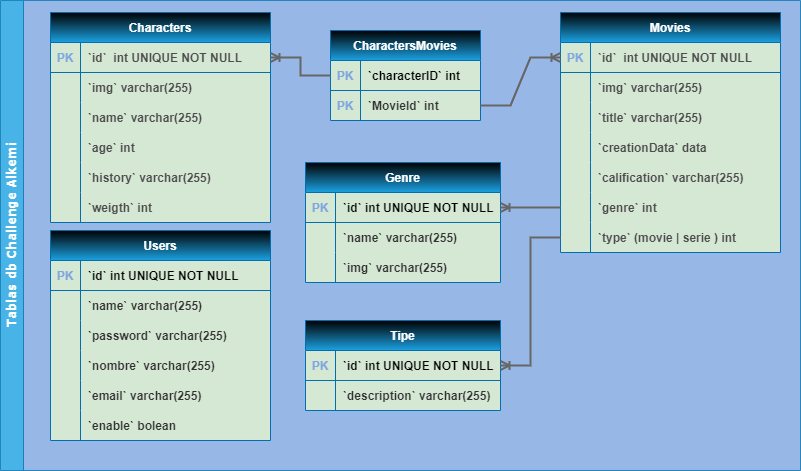 Tablas db Challenge Alkemi
Characters
PK `id` int UNIQUE NOT NULL
`img` varchar(255)
`name` varchar(255)
`age` int
`history` varchar(255)
`weigth` int
Users
PK `id` int UNIQUE NOT NULL
`name` varchar(255)
`password` varchar(255)
`nombre` varchar(255)
`email` varchar(255)
`enable` bolean
CharactersMovies
PK `characterID` int
PK `MovieId` int
Genre
PK `id` int UNIQUE NOT NULL
`name` varchar(255)
`img` varchar(255)
Tipe
PK `id` int UNIQUE NOT NULL
`description` varchar(255)
Movies
PK `id` int UNIQUE NOT NULL
`img` varchar(255)
`title` varchar(255)
`creationData` data
`calification` varchar(255)
`genre` int
`type` (movie | serie ) int